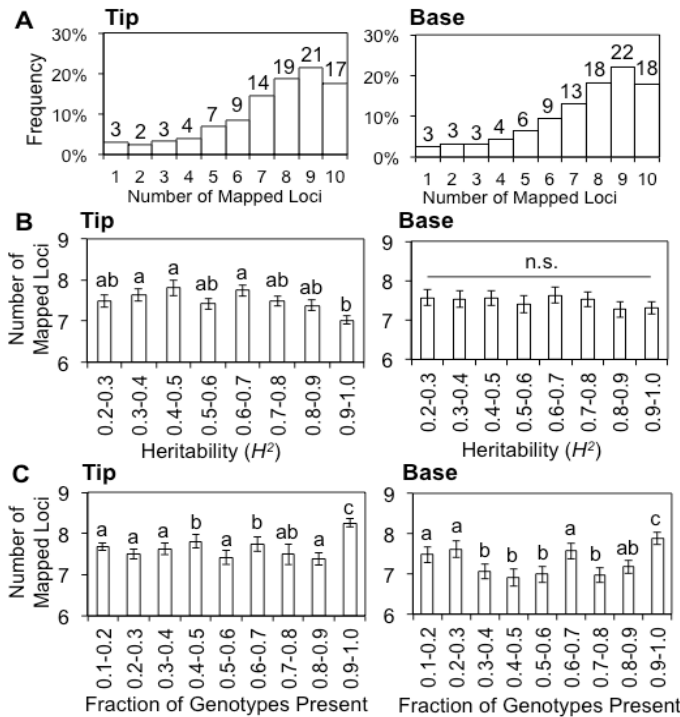 A
Tip
Base
Frequency
30%
20%
10%
0%
3 2 3 4 7 9 14 19 21 17
1 2 3 4 5 6 7 8 9 10
Number of Mapped Loci
30%
20%
10%
0%
3 3 3 4 6 9 13 18 22 18
1 2 3 4 5 6 7 8 9 10
Number of Mapped Loci
B
Tip
Base
Number of
Mapped Loci
9
8
7
6
ab a a ab a ab ab b
0.2-0.3 0.3-0.4 0.4-0.5 0.5-0.6 0.6-0.7 0.7-0.8 0.8-0.9 0.9-1.0
Heritability (H²)
9
8
7
6
n.s.
0.2-0.3 0.3-0.4 0.4-0.5 0.5-0.6 0.6-0.7 0.7-0.8 0.8-0.9 0.9-1.0
Heritability (H²)
C
Tip
Base
Number of
Mapped Loci
9
8
7
6
a a a b a b ab a c
0.1-0.2 0.2-0.3 0.3-0.4 0.4-0.5 0.5-0.6 0.6-0.7 0.7-0.8 0.8-0.9 0.9-1.0
Fraction of Genotypes Present
9
8
7
6
a a b b b a b ab c
0.1-0.2 0.2-0.3 0.3-0.4 0.4-0.5 0.5-0.6 0.6-0.7 0.7-0.8 0.8-0.9 0.9-1.0
Fraction of Genotypes Present